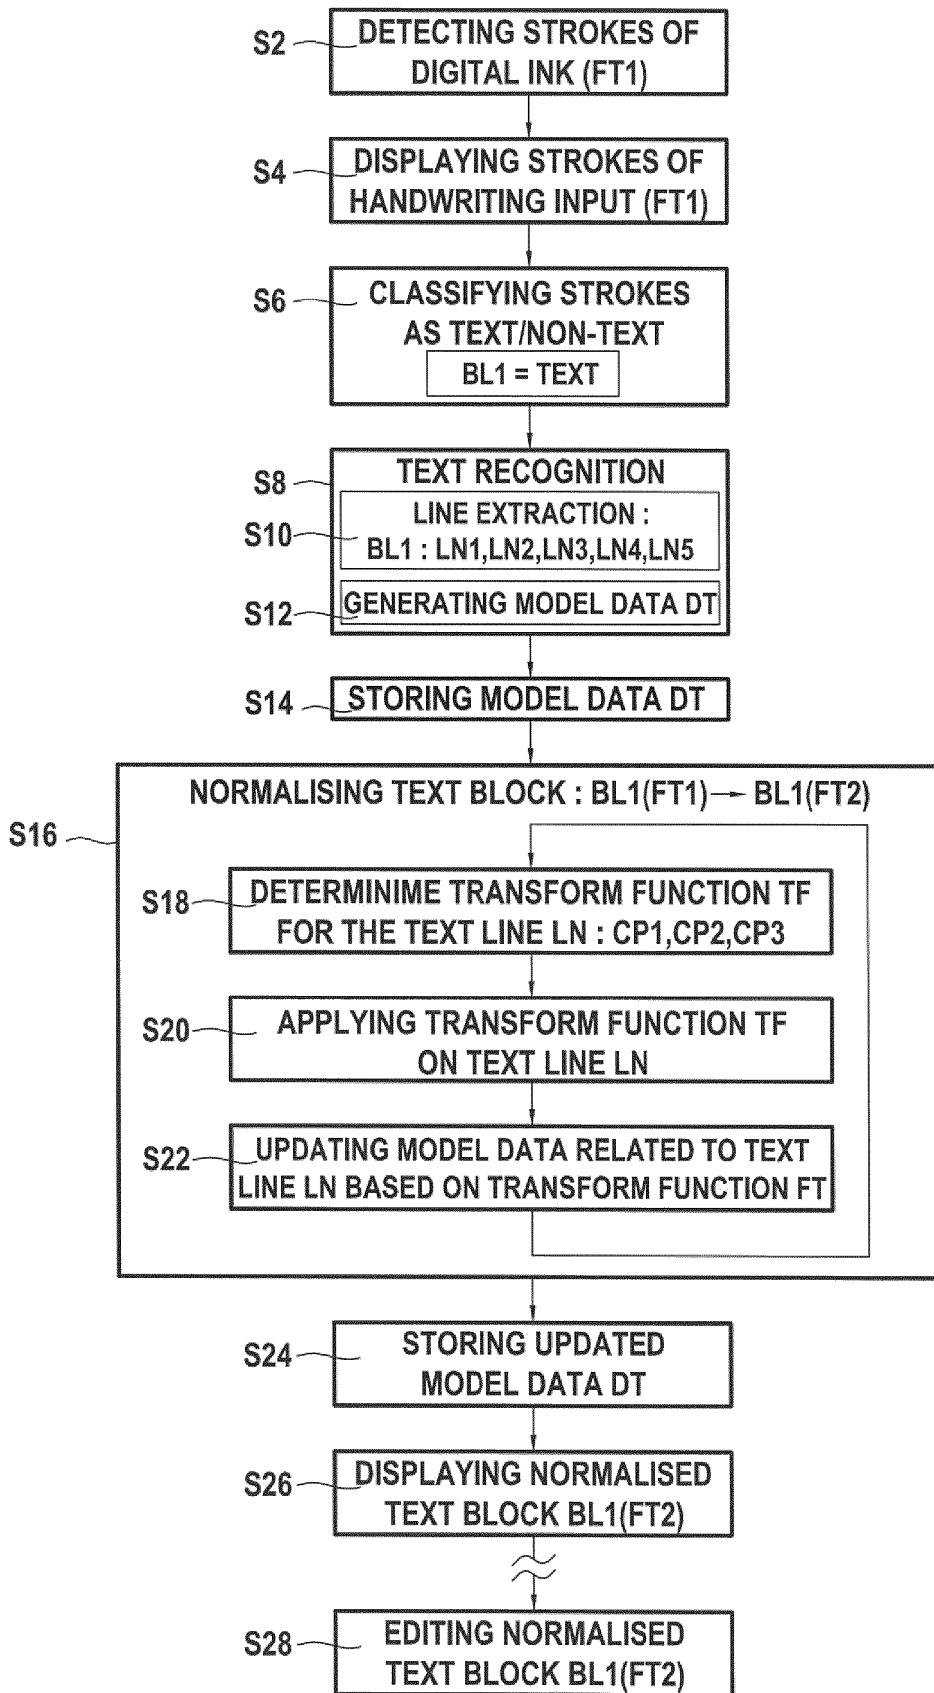 S2
DETECTING STROKES OF
DIGITAL INK (FT1)
S4
DISPLAYING STROKES OF
HANDWRITING INPUT (FT1)
S6
CLASSIFYING STROKES
AS TEXT/NON-TEXT
BL1 = TEXT
S8
TEXT RECOGNITION
S10
LINE EXTRACTION :
BL1 : LN1,LN2,LN3,LN4,LN5
S12
GENERATING MODEL DATA DT
S14
STORING MODEL DATA DT
S16
NORMALISING TEXT BLOCK : BL1(FT1) → BL1(FT2)
S18
DETERMINIME TRANSFORM FUNCTION TF
FOR THE TEXT LINE LN : CP1,CP2,CP3
S20
APPLYING TRANSFORM FUNCTION TF
ON TEXT LINE LN
S22
UPDATING MODEL DATA RELATED TO TEXT
LINE LN BASED ON TRANSFORM FUNCTION FT
S24
STORING UPDATED
MODEL DATA DT
S26
DISPLAYING NORMALISED
TEXT BLOCK BL1(FT2)
S28
EDITING NORMALISED
TEXT BLOCK BL1(FT2)